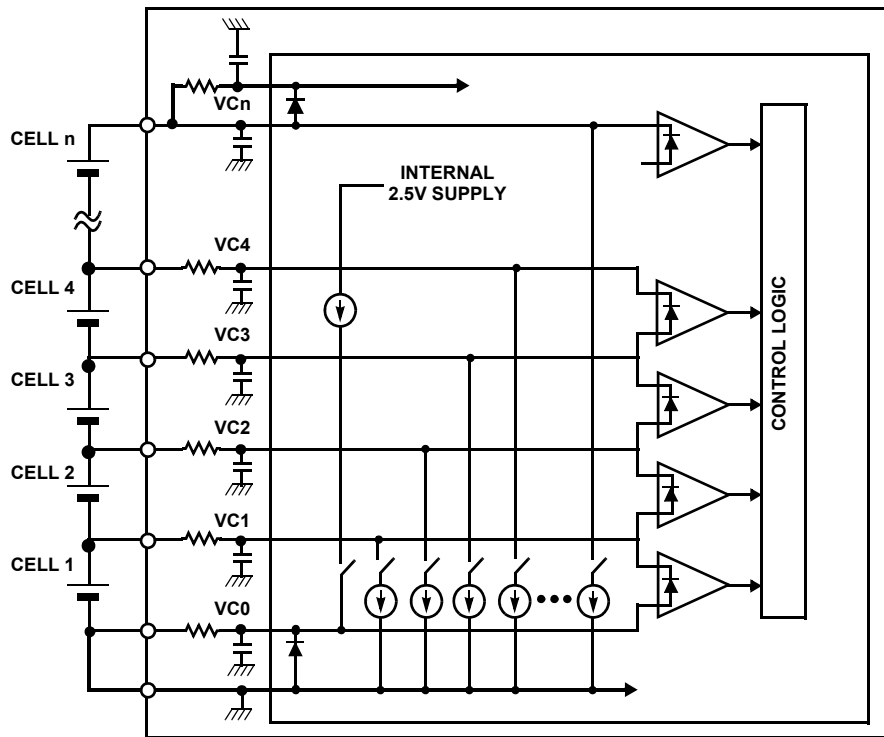 VCn
CELL n
INTERNAL
2.5V SUPPLY
VC4
CELL 4
VC3
CELL 3
VC2
CELL 2
VC1
CELL 1
VC0
CONTROL LOGIC